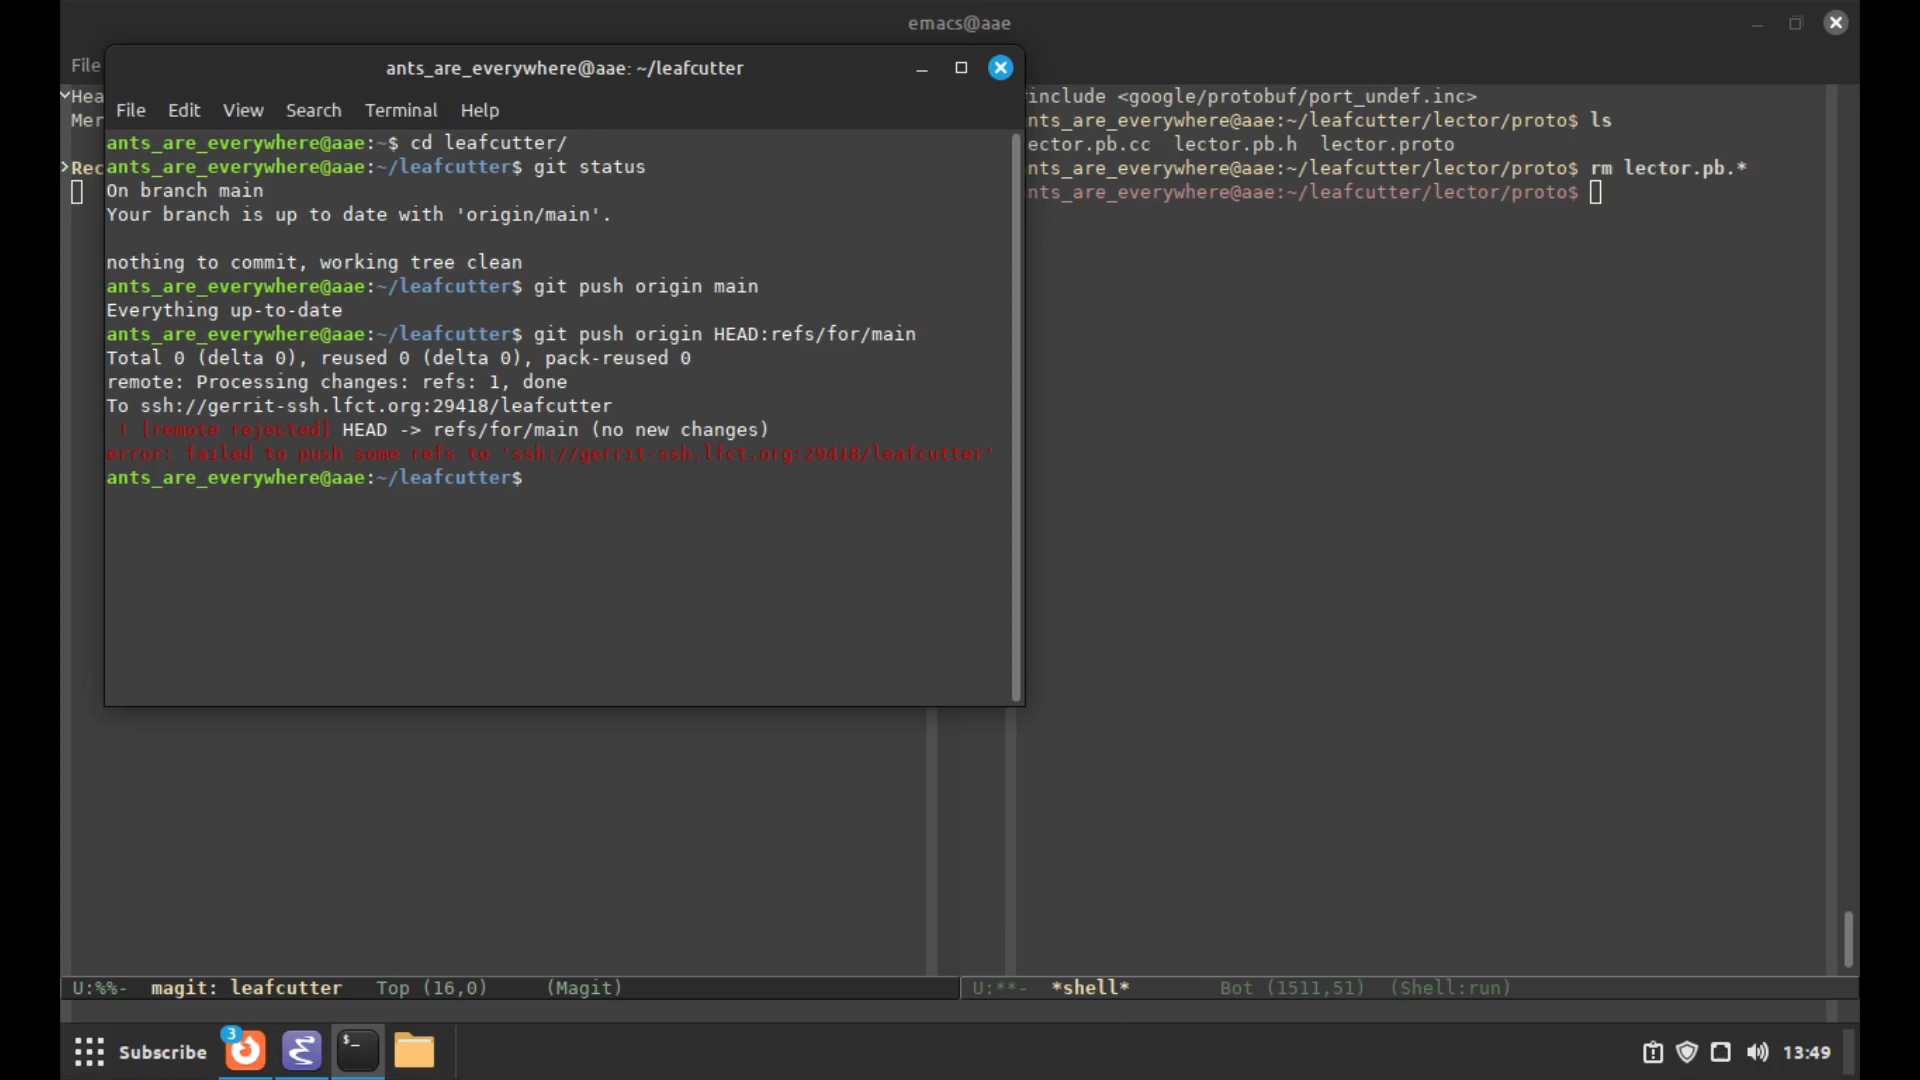 emacs@aae
File
ants_are_everywhere@aae: ~/leafcutter
File Edit View Search Terminal Help
ants_are_everywhere@aae:~$ cd leafcutter/
ants_are_everywhere@aae:~/leafcutter$ git status
On branch main
Your branch is up to date with 'origin/main'.
nothing to commit, working tree clean
ants_are_everywhere@aae:~/leafcutter$ git push origin main
Everything up-to-date
ants_are_everywhere@aae:~/leafcutter$ git push origin HEAD:refs/for/main
Total 0 (delta 0), reused 0 (delta 0), pack-reused 0
remote: Processing changes: refs: 1, done
To ssh://gerrit-ssh.lfct.org:29418/leafcutter
! [remote rejected] HEAD -> refs/for/main (no new changes)
error: failed to push some refs to 'ssh://gerrit-ssh.lfct.org:29418/leafcutter'
ants_are_everywhere@aae:~/leafcutter$
Hea
Mer
>Rec
include <google/protobuf/port_undef.inc>
nts_are_everywhere@aae:~/leafcutter/lector/proto$ ls
ector.pb.cc lector.pb.h lector.proto
nts_are_everywhere@aae:~/leafcutter/lector/proto$ rm lector.pb.*
nts_are_everywhere@aae:~/leafcutter/lector/proto$
U:%%- magit: leafcutter Top (16,0) (Magit)
U:**- *shell* Bot (1511,51) (Shell:run)
Subscribe
3
$_
13:49